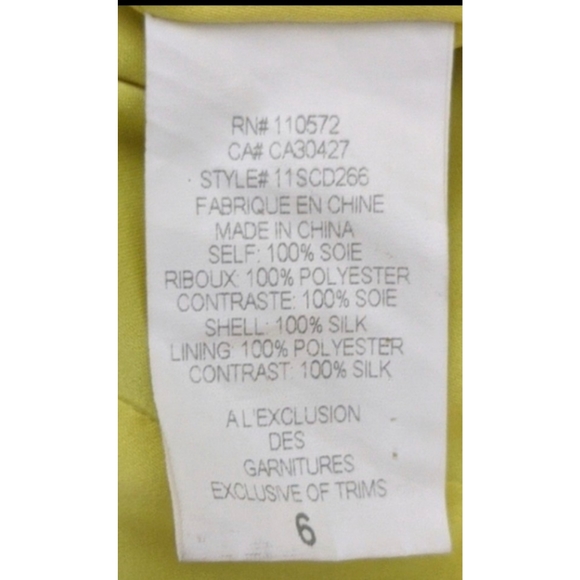 RN# 110572
CA# CA30427
STYLE# 11SCD266
FABRIQUE EN CHINE
MADE IN CHINA
SELF: 100% SOIE
RIBOUX: 100% POLYESTER
CONTRASTE: 100% SOIE
SHELL: 100% SILK
LINING: 100% POLYESTER
CONTRAST: 100% SILK
A L'EXCLUSION
DES
GARNITURES
EXCLUSIVE OF TRIMS
6